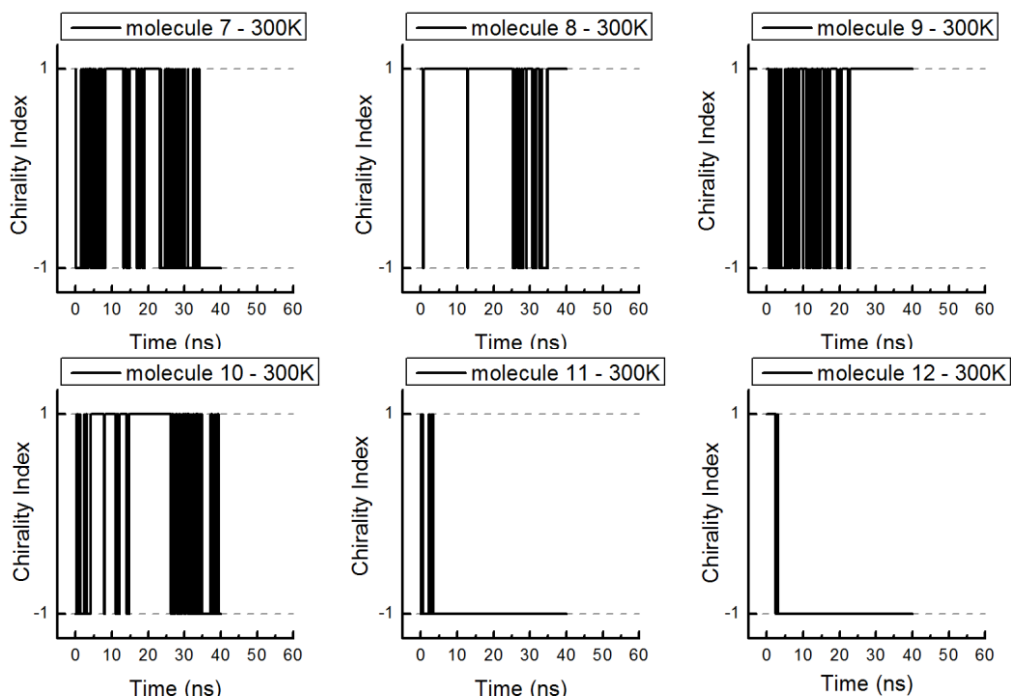 molecule 7 - 300K
1
-1
Chirality Index
0 10 20 30 40 50 60
Time (ns)
molecule 8 - 300K
1
-1
Chirality Index
0 10 20 30 40 50 60
Time (ns)
molecule 9 - 300K
1
-1
Chirality Index
0 10 20 30 40 50 60
Time (ns)
molecule 10 - 300K
1
-1
Chirality Index
0 10 20 30 40 50 60
Time (ns)
molecule 11 - 300K
1
-1
Chirality Index
0 10 20 30 40 50 60
Time (ns)
molecule 12 - 300K
1
-1
Chirality Index
0 10 20 30 40 50 60
Time (ns)